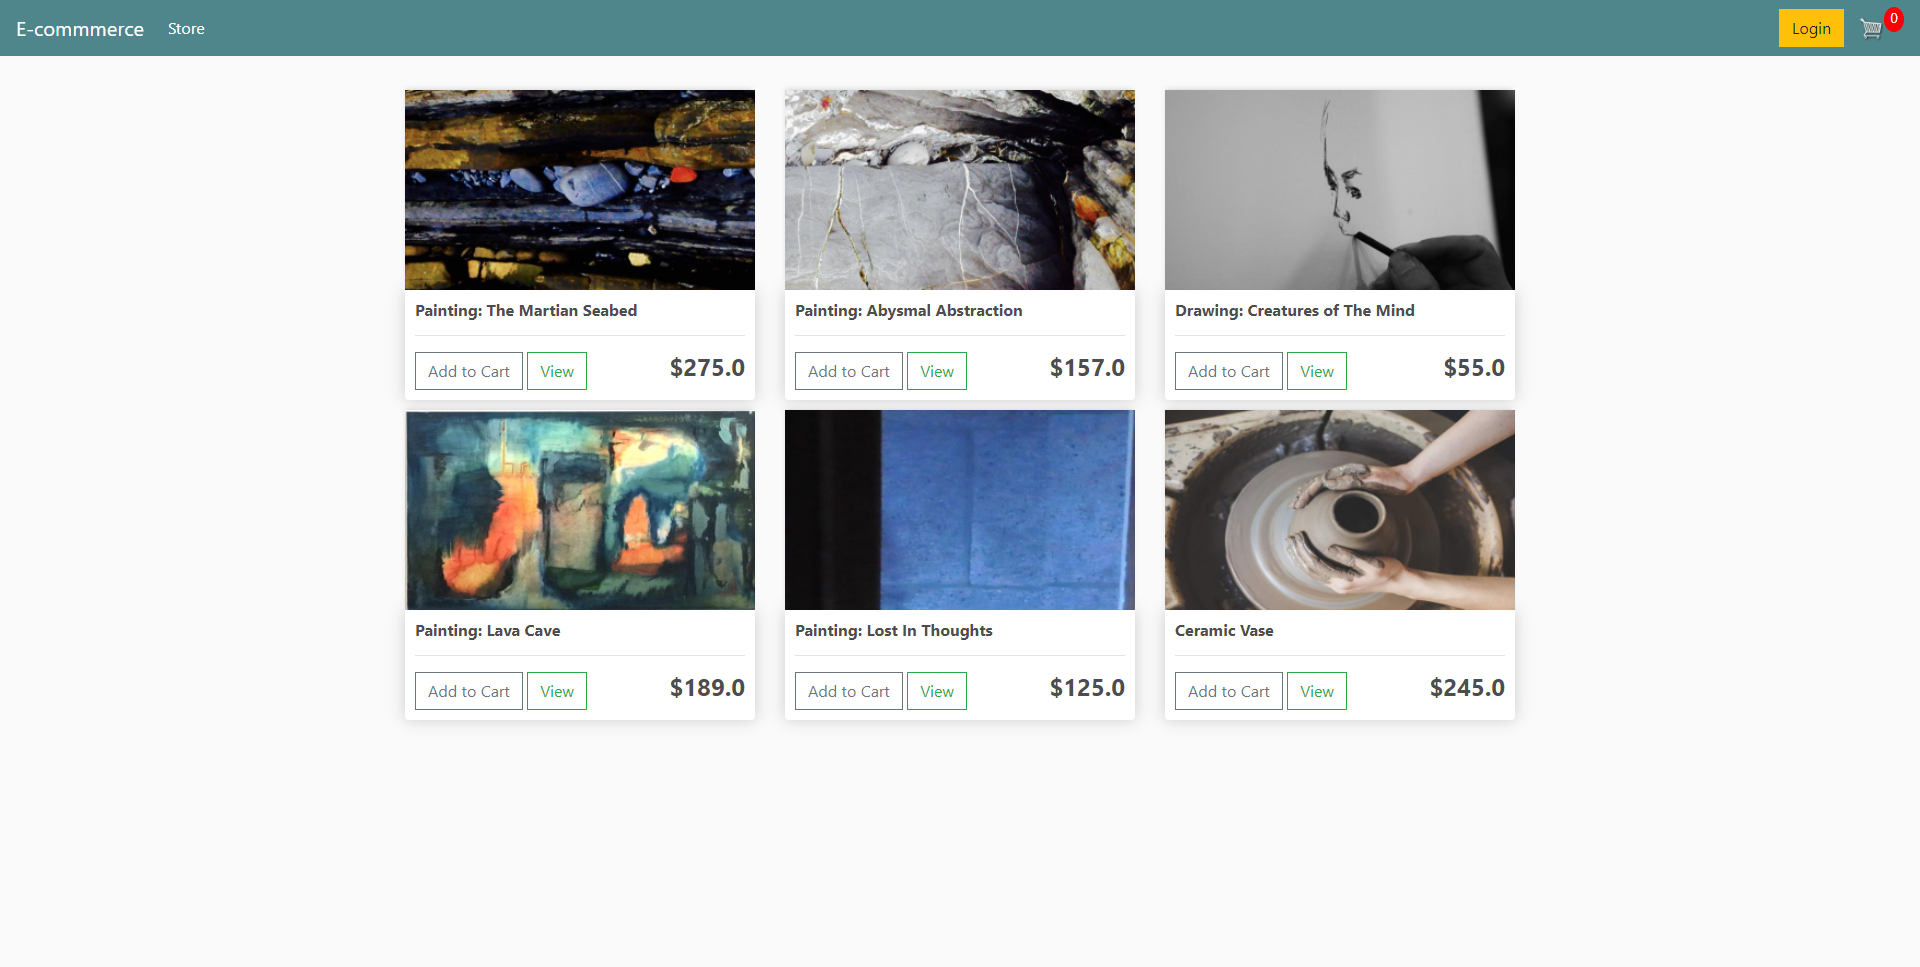 E-commmerce Store Login 0
Painting: The Martian Seabed
Add to Cart View $275.0
Painting: Abysmal Abstraction
Add to Cart View $157.0
Drawing: Creatures of The Mind
Add to Cart View $55.0
Painting: Lava Cave
Add to Cart View $189.0
Painting: Lost In Thoughts
Add to Cart View $125.0
Ceramic Vase
Add to Cart View $245.0